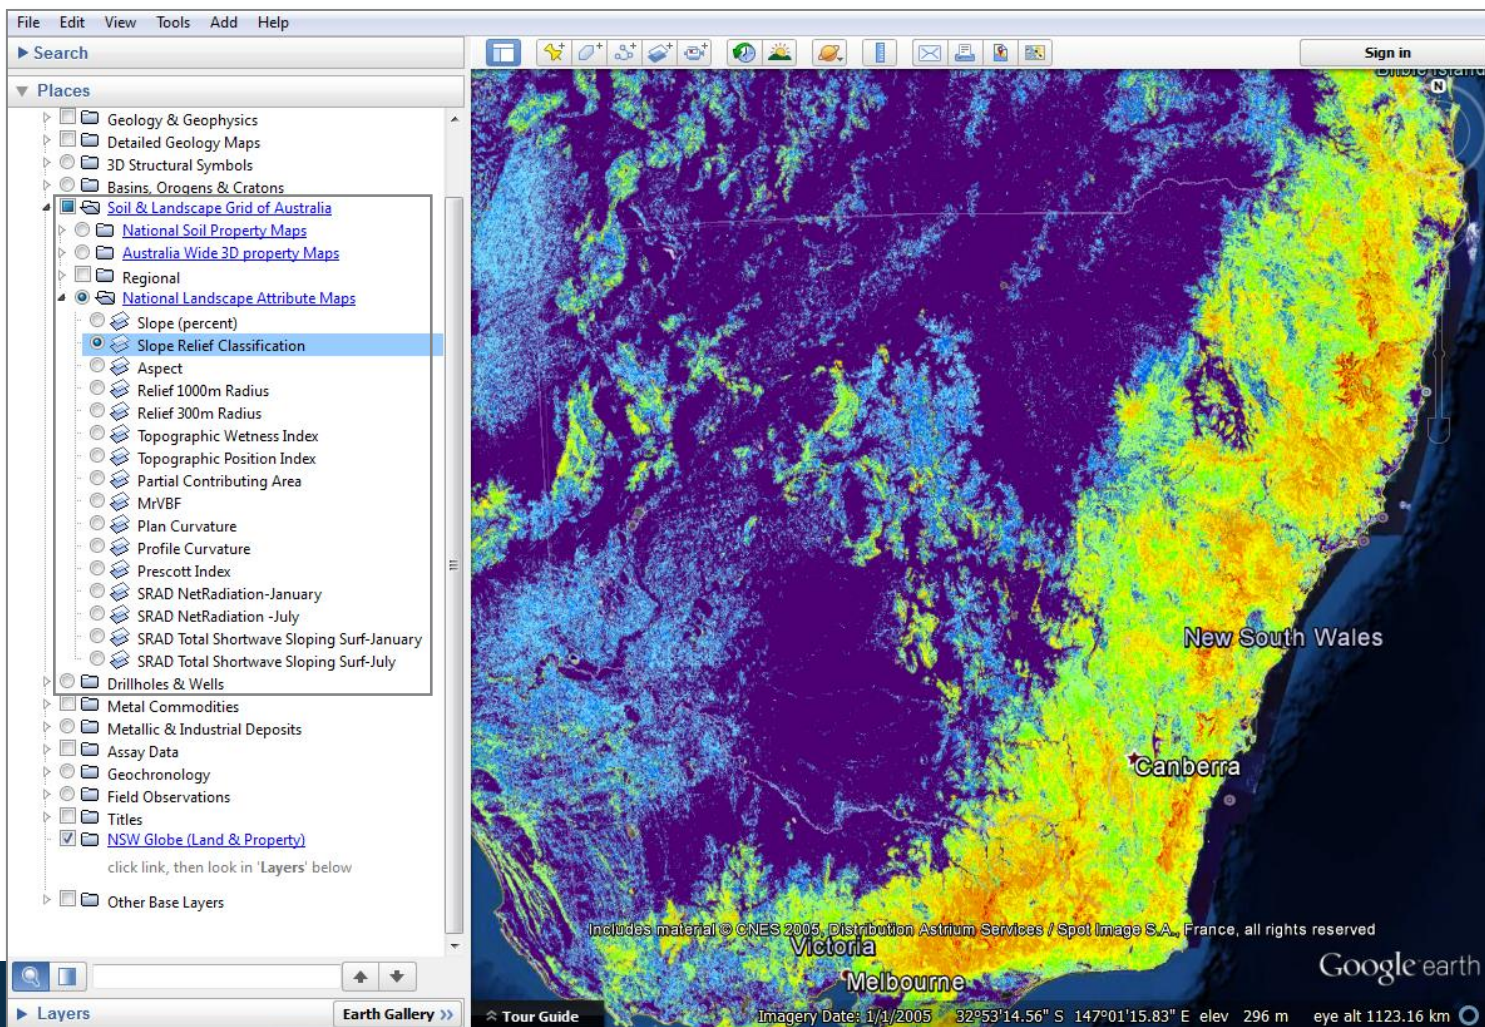 File Edit View Tools Add Help
Search
Sign in
Places
Geology & Geophysics
Detailed Geology Maps
3D Structural Symbols
Basins, Orogens & Cratons
Soil & Landscape Grid of Australia
National Soil Property Maps
Australia Wide 3D property Maps
Regional
National Landscape Attribute Maps
Slope (percent)
Slope Relief Classification
Aspect
Relief 1000m Radius
Relief 300m Radius
Topographic Wetness Index
Topographic Position Index
Partial Contributing Area
MrVBF
Plan Curvature
Profile Curvature
Prescott Index
SRAD NetRadiation-January
SRAD NetRadiation -July
SRAD Total Shortwave Sloping Surf-January
SRAD Total Shortwave Sloping Surf-July
Drillholes & Wells
Metal Commodities
Metallic & Industrial Deposits
Assay Data
Geochronology
Field Observations
Titles
NSW Globe (Land & Property)
click link, then look in 'Layers' below
Other Base Layers
Layers
Earth Gallery »
Bribie Island
N
New South Wales
Canberra
Includes material © CNES 2005, Distribution Astrium Services / Spot Image S.A., France, all rights reserved
Victoria
Melbourne
Google earth
Tour Guide
Imagery Date: 1/1/2005 32°53'14.56" S 147°01'15.83" E elev 296 m eye alt 1123.16 km